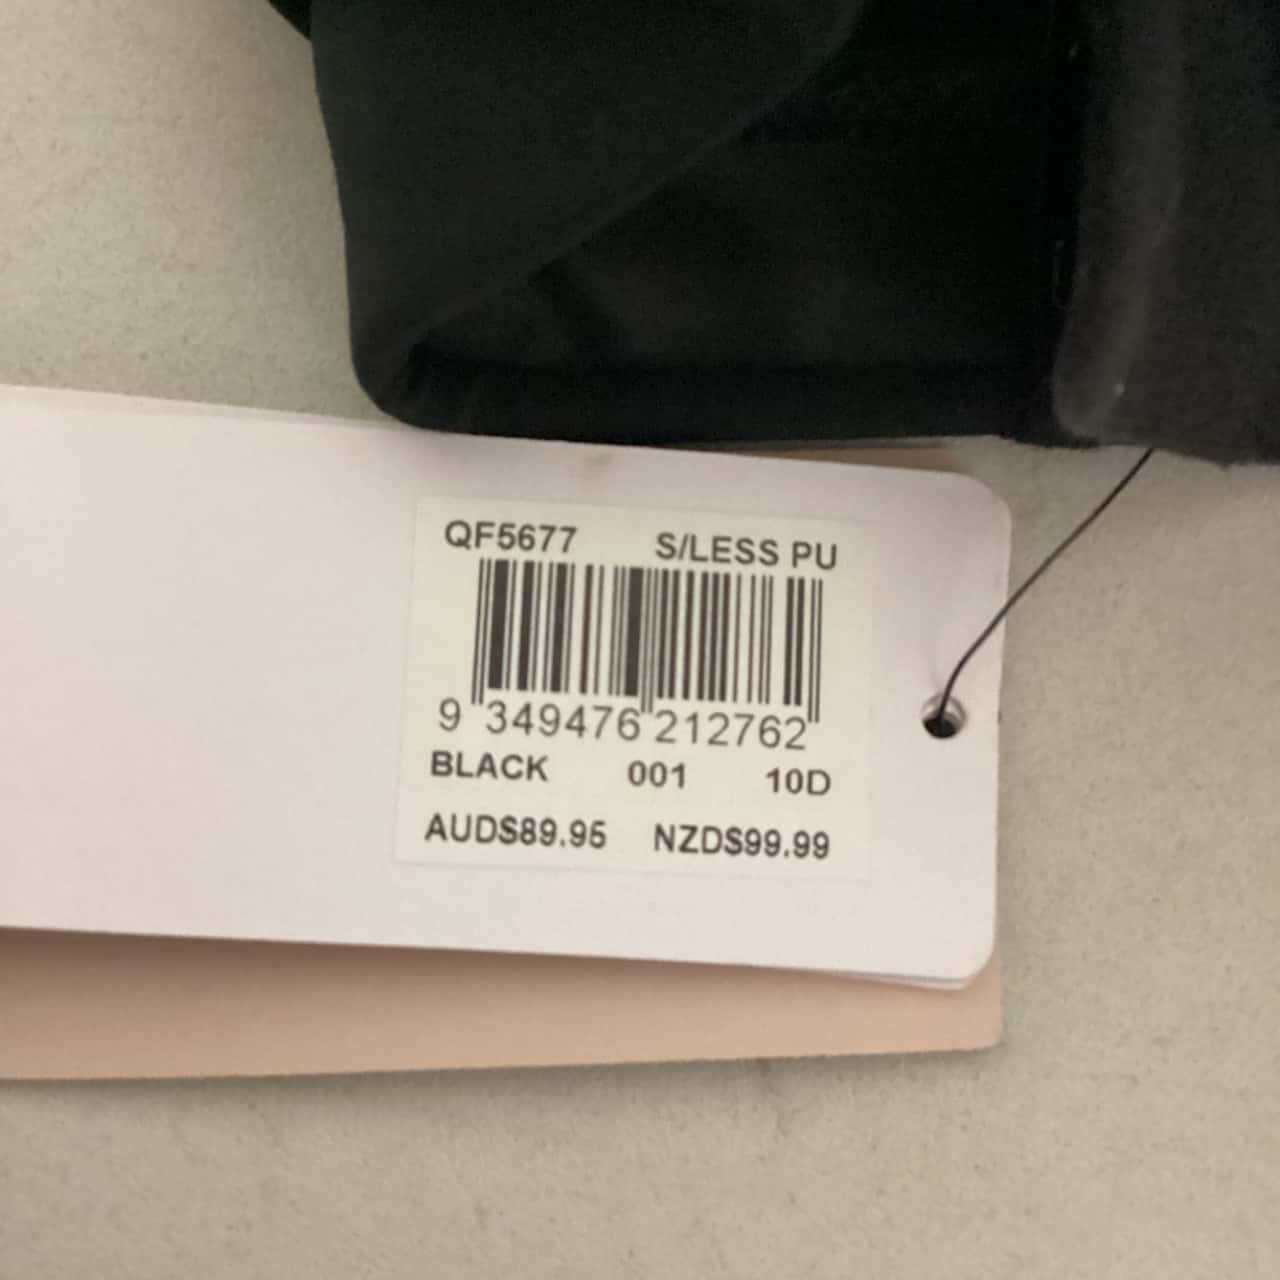 QF5677 S/LESS PU
9 349476 212762
BLACK 001 10D
AUD$89.95 NZD$99.99